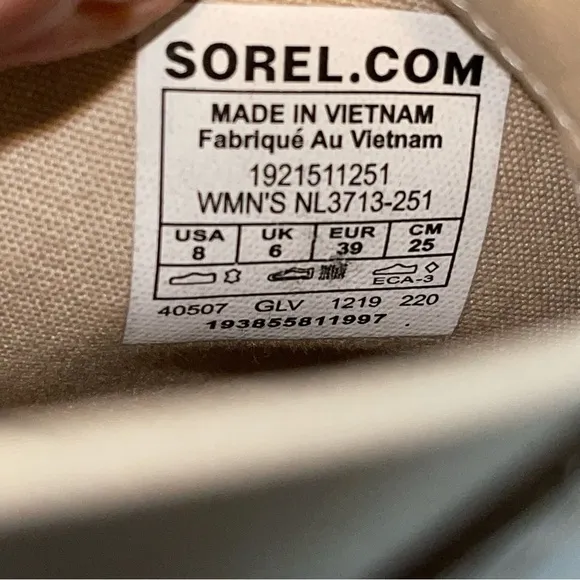 SOREL.COM
MADE IN VIETNAM
Fabriqué Au Vietnam
1921511251
WMN'S NL3713-251
USA UK EUR CM
8 6 39 25
ECA-3
40507 GLV 1219 220
193855811997